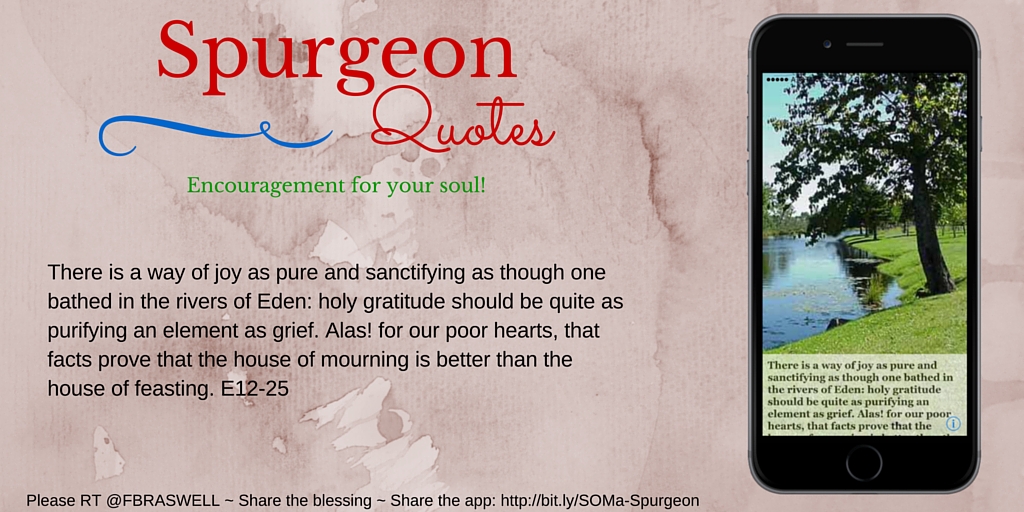 Spurgeon
Quotes
Encouragement for your soul!
There is a way of joy as pure and sanctifying as though one
bathed in the rivers of Eden: holy gratitude should be quite as
purifying an element as grief. Alas! for our poor hearts, that
facts prove that the house of mourning is better than the
house of feasting. E12-25
Please RT @FBRASWELL ~ Share the blessing ~ Share the app: http://bit.ly/SOMa-Spurgeon
There is a way of joy as pure and
sanctifying as though one bathed in
the rivers of Eden: holy gratitude
should be quite as purifying an
element as grief. Alas! for our poor
hearts, that facts prove that the